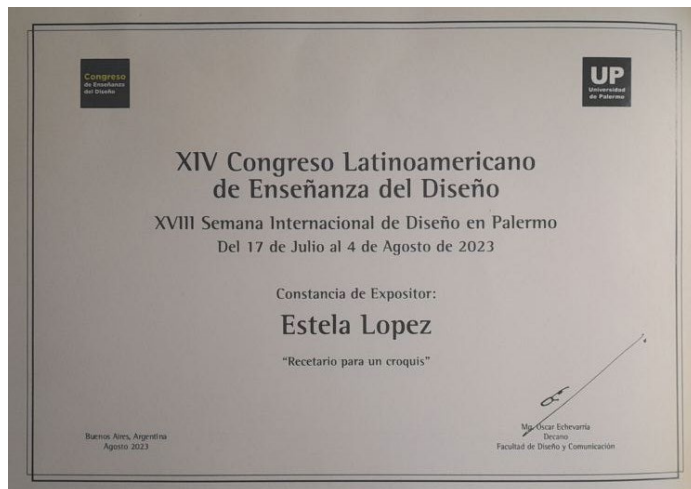 Congreso
de Enseñanza
del Diseño
UP
Universidad
de Palermo
XIV Congreso Latinoamericano
de Enseñanza del Diseño
XVIII Semana Internacional de Diseño en Palermo
Del 17 de Julio al 4 de Agosto de 2023
Constancia de Expositor:
Estela Lopez
“Recetario para un croquis”
Buenos Aires, Argentina
Agosto 2023
Mg. Oscar Echevarría
Decano
Facultad de Diseño y Comunicación